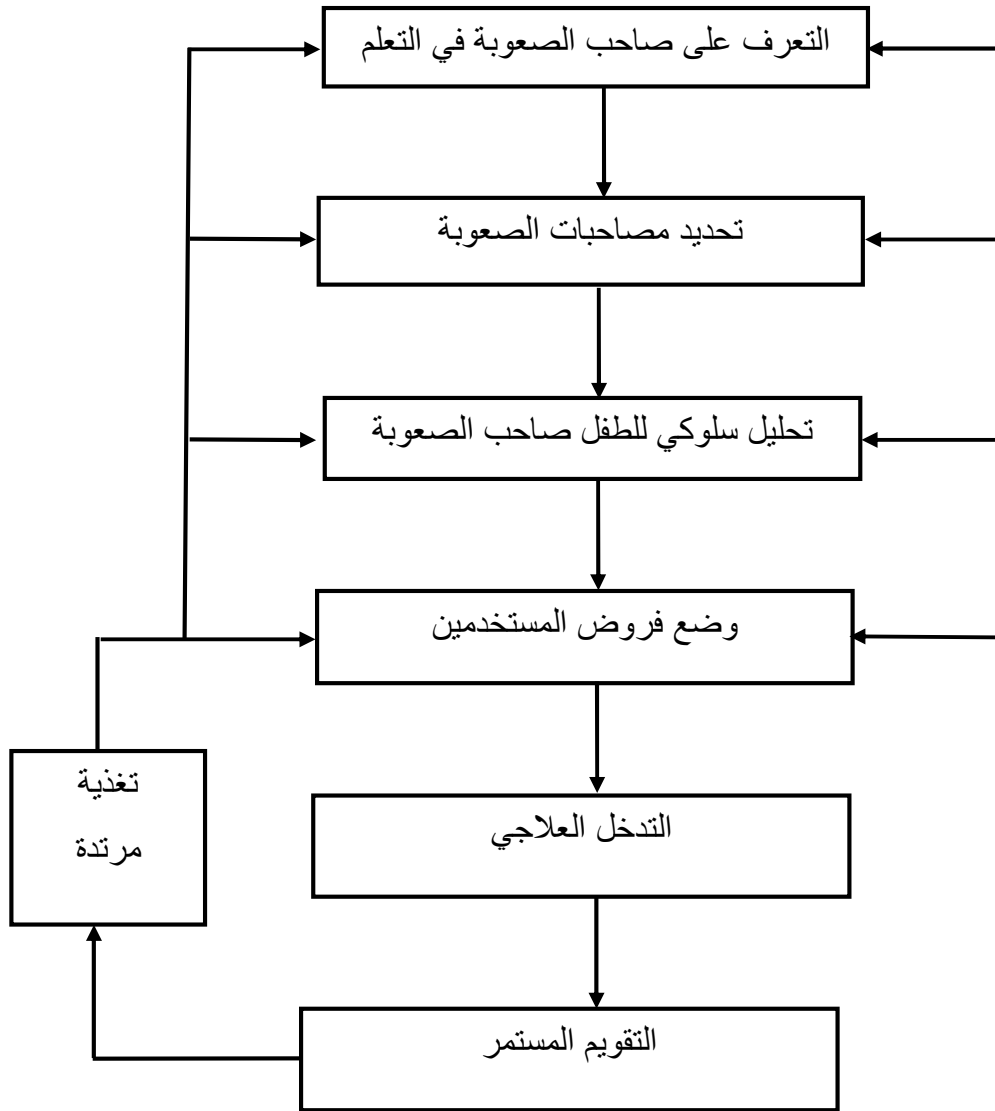 التعرف على صاحب الصعوبة في التعلم
تحديد مصاحبات الصعوبة
تحليل سلوكي للطفل صاحب الصعوبة
وضع فروض المستخدمين
تغذية
مرتدة
التدخل العلاجي
التقويم المستمر